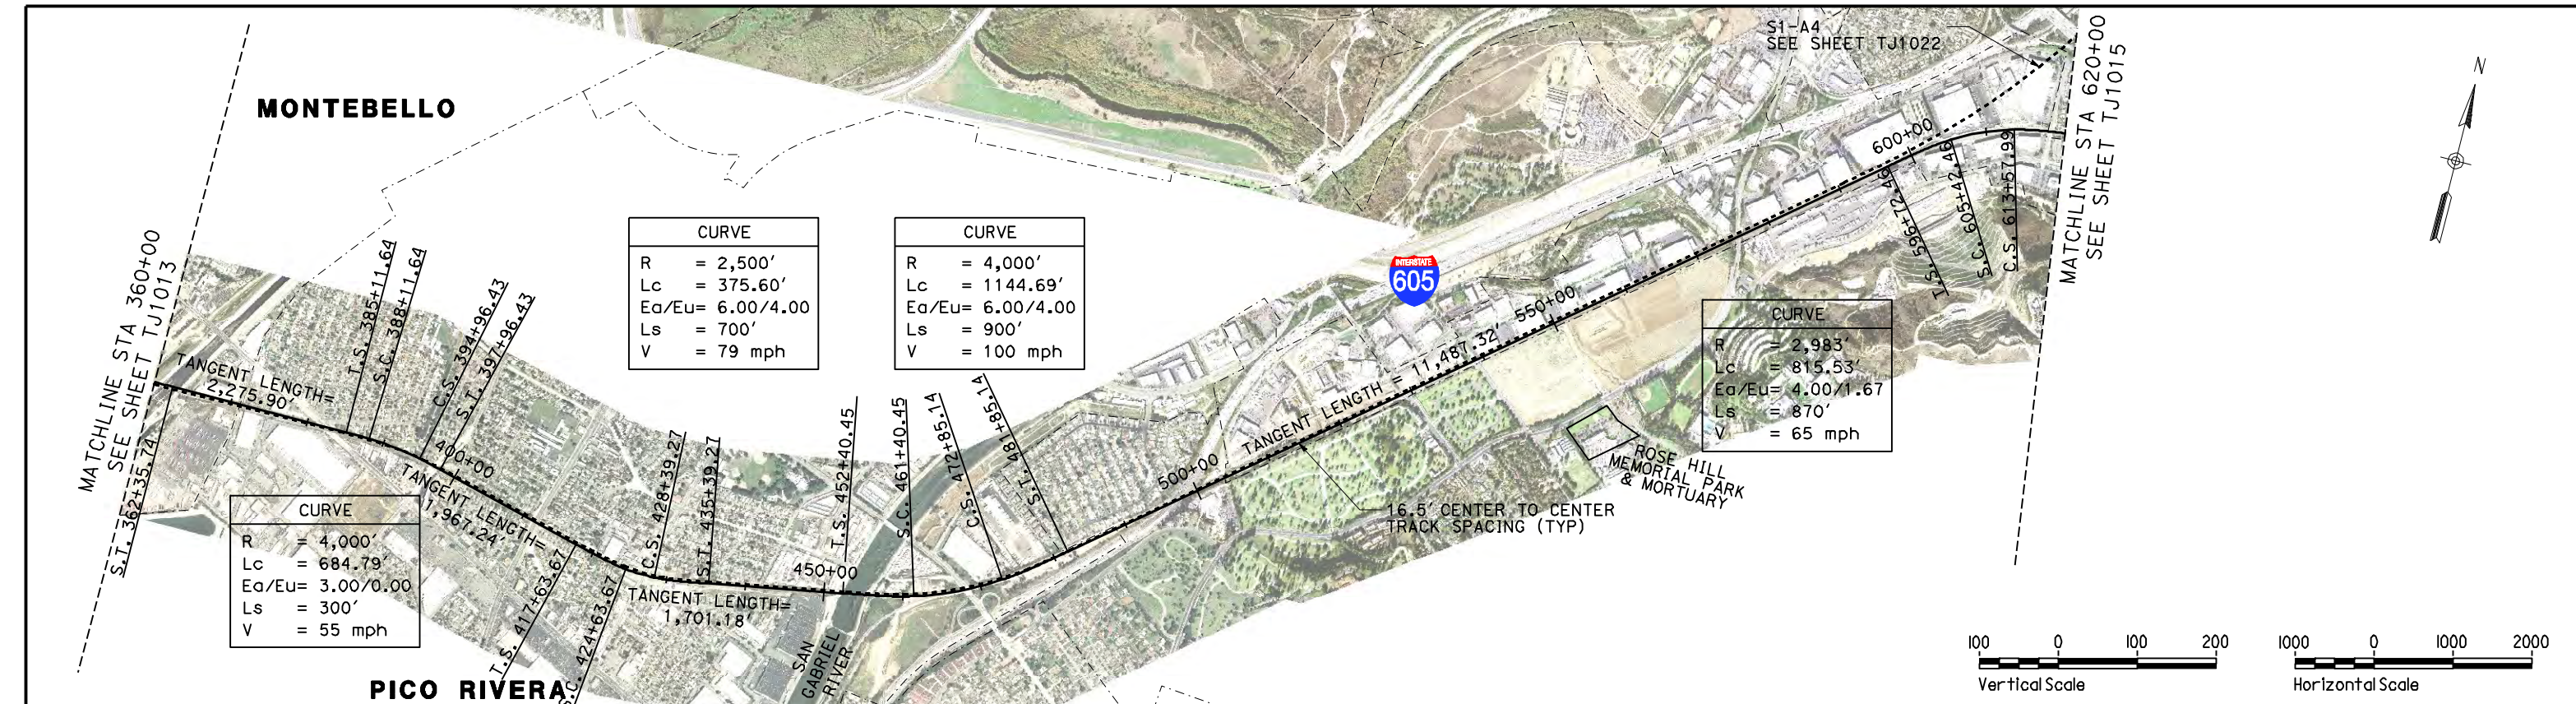 MONTEBELLO
MATCHLINE STA 360+00
SEE SHEET TJ1013
S.T. 362+35.74
TANGENT LENGTH=
2,275.90'
T.S. 385+11.64
S.C. 388+11.64
C.S. 394+96.43
S.T. 397+96.43
400+00
TANGENT LENGTH=
1,967.24'
CURVE
R = 4,000'
Lc = 684.79'
Ea/Eu= 3.00/0.00
Ls = 300'
V = 55 mph
PICO RIVERA
T.S. 417+63.67
S.C. 424+63.67
C.S. 428+39.27
S.T. 435+39.27
TANGENT LENGTH=
1,701.18'
CURVE
R = 2,500'
Lc = 375.60'
Ea/Eu= 6.00/4.00
Ls = 700'
V = 79 mph
450+00
T.S. 452+40.45
S.C. 461+40.45
C.S. 472+85.14
S.T. 481+85.14
SAN
GABRIEL
RIVER
CURVE
R = 4,000'
Lc = 1144.69'
Ea/Eu= 6.00/4.00
Ls = 900'
V = 100 mph
500+00
TANGENT LENGTH = 11,487.32'
550+00
INTERSTATE
605
16.5' CENTER TO CENTER
TRACK SPACING (TYP)
ROSE HILL
MEMORIAL PARK
& MORTUARY
CURVE
R = 2,983'
Lc = 815.53'
Ea/Eu= 4.00/1.67
Ls = 870'
V = 65 mph
600+00
T.S. 596+72.46
S.C. 605+42.46
C.S. 613+57.99
S1-A4
SEE SHEET TJ1022
MATCHLINE STA 620+00
SEE SHEET TJ1015
N
100 0 100 200
Vertical Scale
1000 0 1000 2000
Horizontal Scale